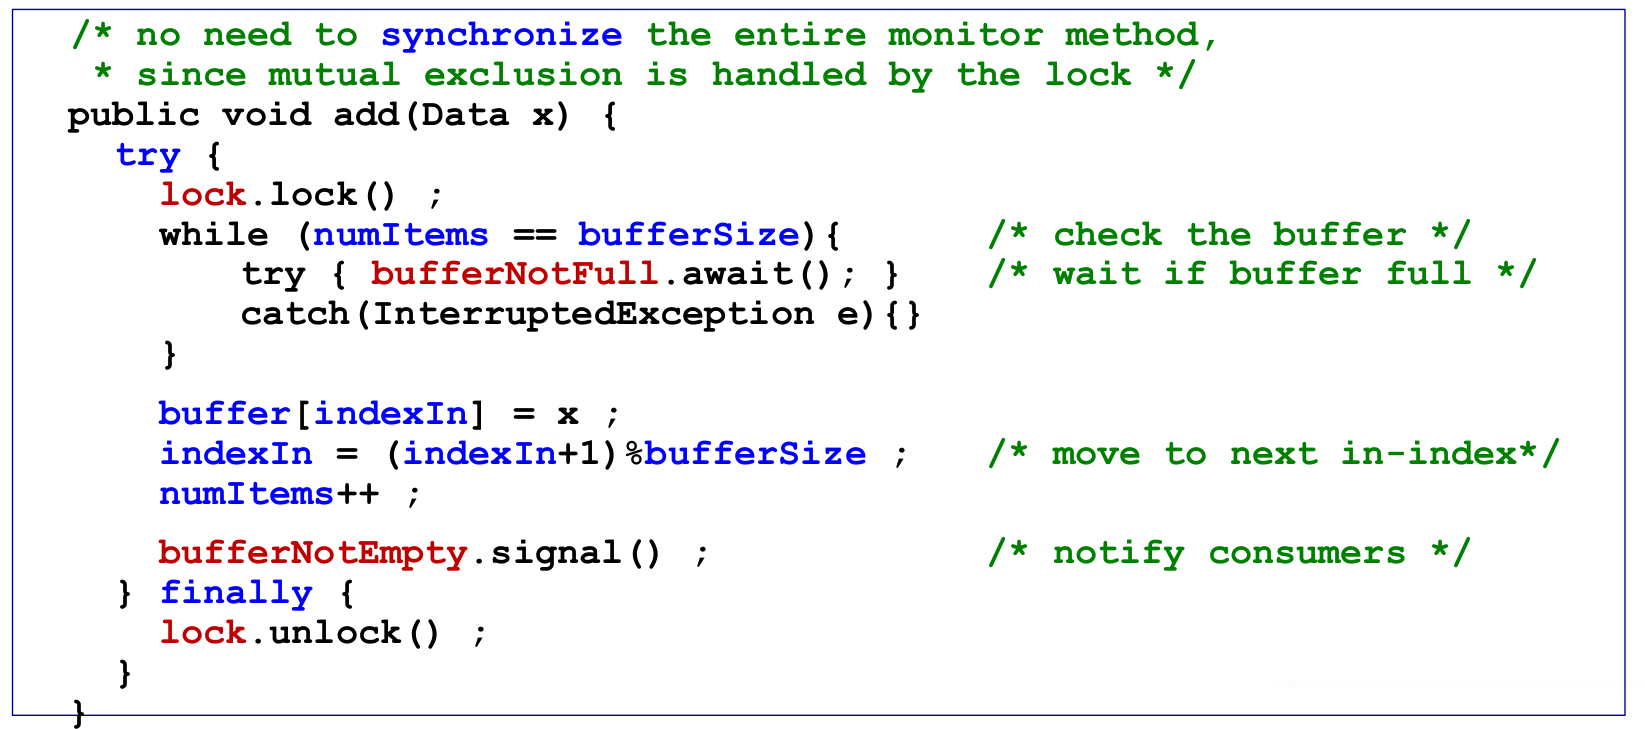 /* no need to synchronize the entire monitor method,
* since mutual exclusion is handled by the lock */
public void add(Data x) {
try {
lock.lock() ;
while (numItems == bufferSize){ /* check the buffer */
try { bufferNotFull.await(); } /* wait if buffer full */
catch(InterruptedException e){}
}
buffer[indexIn] = x ;
indexIn = (indexIn+1)%bufferSize ; /* move to next in-index*/
numItems++ ;
bufferNotEmpty.signal() ; /* notify consumers */
} finally {
lock.unlock() ;
}
}